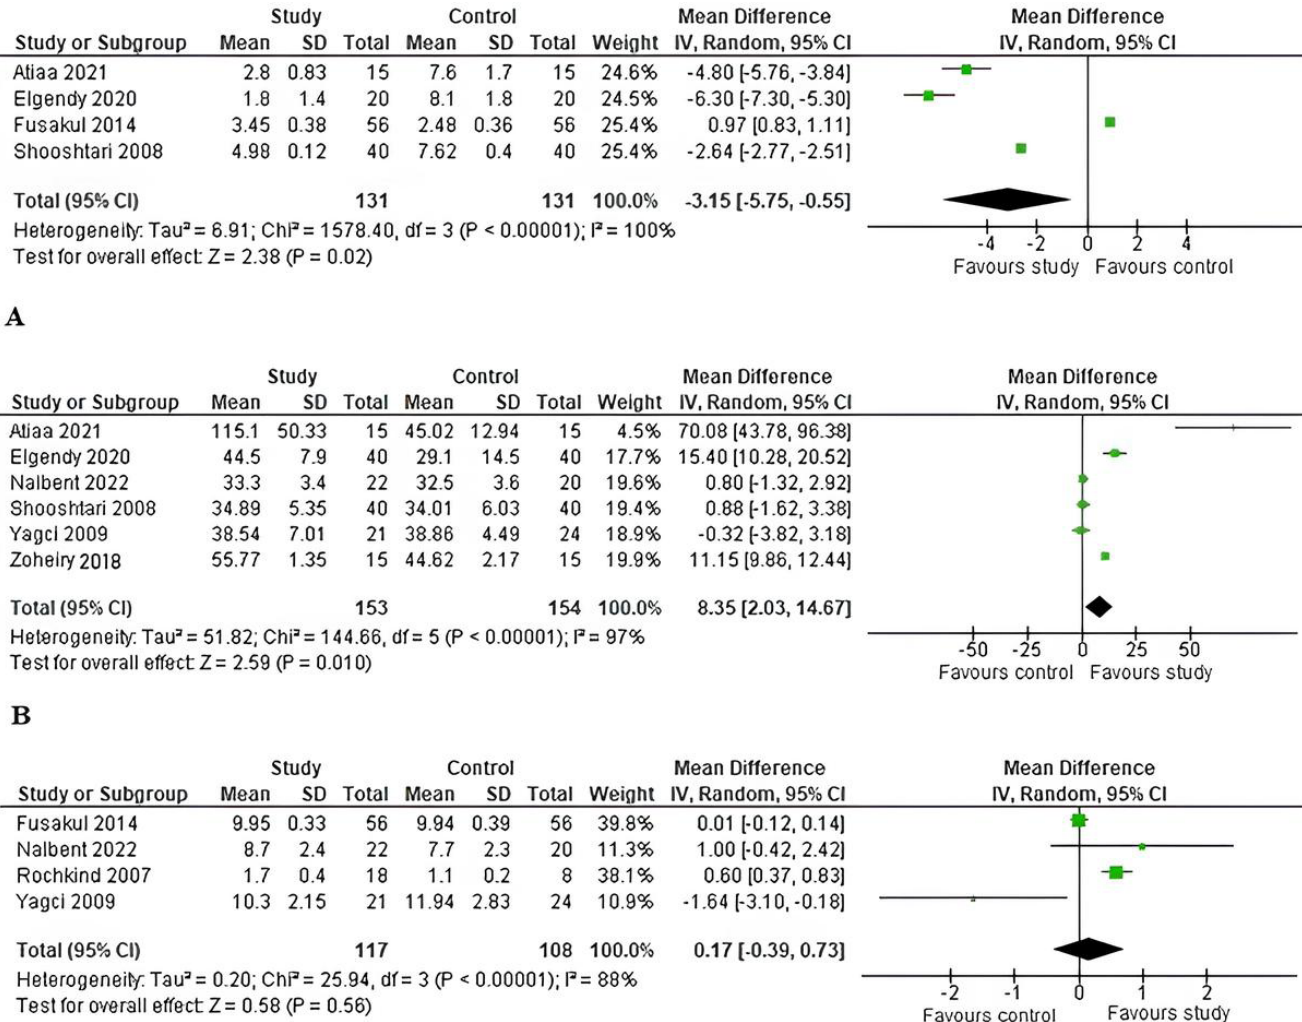 Study Control Mean Difference Mean Difference
Study or Subgroup Mean SD Total Mean SD Total Weight IV, Random, 95% CI IV, Random, 95% CI
Atiaa 2021 2.8 0.83 15 7.6 1.7 15 24.6% -4.80 [-5.76, -3.84]
Elgendy 2020 1.8 1.4 20 8.1 1.8 20 24.5% -6.30 [-7.30, -5.30]
Fusakul 2014 3.45 0.38 56 2.48 0.36 56 25.4% 0.97 [0.83, 1.11]
Shooshtari 2008 4.98 0.12 40 7.62 0.4 40 25.4% -2.64 [-2.77, -2.51]
Total (95% CI) 131 131 100.0% -3.15 [-5.75, -0.55]
Heterogeneity: Tau² = 6.91; Chi² = 1578.40, df = 3 (P < 0.00001); I² = 100%
Test for overall effect: Z = 2.38 (P = 0.02)
-4 -2 0 2 4
Favours study Favours control
A
Study Control Mean Difference Mean Difference
Study or Subgroup Mean SD Total Mean SD Total Weight IV, Random, 95% CI IV, Random, 95% CI
Atiaa 2021 115.1 50.33 15 45.02 12.94 15 4.5% 70.08 [43.78, 96.38]
Elgendy 2020 44.5 7.9 40 29.1 14.5 40 17.7% 15.40 [10.28, 20.52]
Nalbent 2022 33.3 3.4 22 32.5 3.6 20 19.6% 0.80 [-1.32, 2.92]
Shooshtari 2008 34.89 5.35 40 34.01 6.03 40 19.4% 0.88 [-1.62, 3.38]
Yagci 2009 38.54 7.01 21 38.86 4.49 24 18.9% -0.32 [-3.82, 3.18]
Zoheiry 2018 55.77 1.35 15 44.62 2.17 15 19.9% 11.15 [9.86, 12.44]
Total (95% CI) 153 154 100.0% 8.35 [2.03, 14.67]
Heterogeneity: Tau² = 51.82; Chi² = 144.66, df = 5 (P < 0.00001); I² = 97%
Test for overall effect: Z = 2.59 (P = 0.010)
-50 -25 0 25 50
Favours control Favours study
B
Study Control Mean Difference Mean Difference
Study or Subgroup Mean SD Total Mean SD Total Weight IV, Random, 95% CI IV, Random, 95% CI
Fusakul 2014 9.95 0.33 56 9.94 0.39 56 39.8% 0.01 [-0.12, 0.14]
Nalbent 2022 8.7 2.4 22 7.7 2.3 20 11.3% 1.00 [-0.42, 2.42]
Rochkind 2007 1.7 0.4 18 1.1 0.2 8 38.1% 0.60 [0.37, 0.83]
Yagci 2009 10.3 2.15 21 11.94 2.83 24 10.9% -1.64 [-3.10, -0.18]
Total (95% CI) 117 108 100.0% 0.17 [-0.39, 0.73]
Heterogeneity: Tau² = 0.20; Chi² = 25.94, df = 3 (P < 0.00001); I² = 88%
Test for overall effect: Z = 0.58 (P = 0.56)
-2 -1 0 1 2
Favours control Favours study